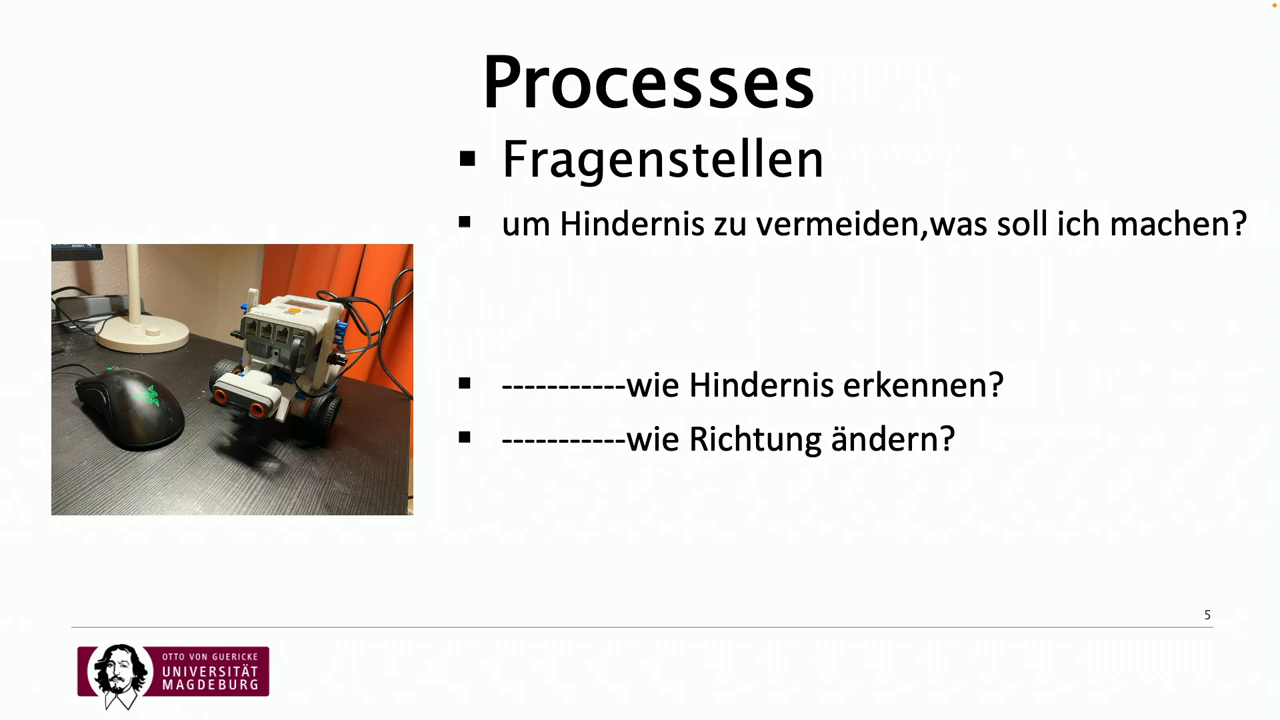 Processes
▪ Fragenstellen
▪ um Hindernis zu vermeiden,was soll ich machen?
▪ -----------wie Hindernis erkennen?
▪ -----------wie Richtung ändern?
5
OTTO VON GUERICKE
UNIVERSITÄT
MAGDEBURG